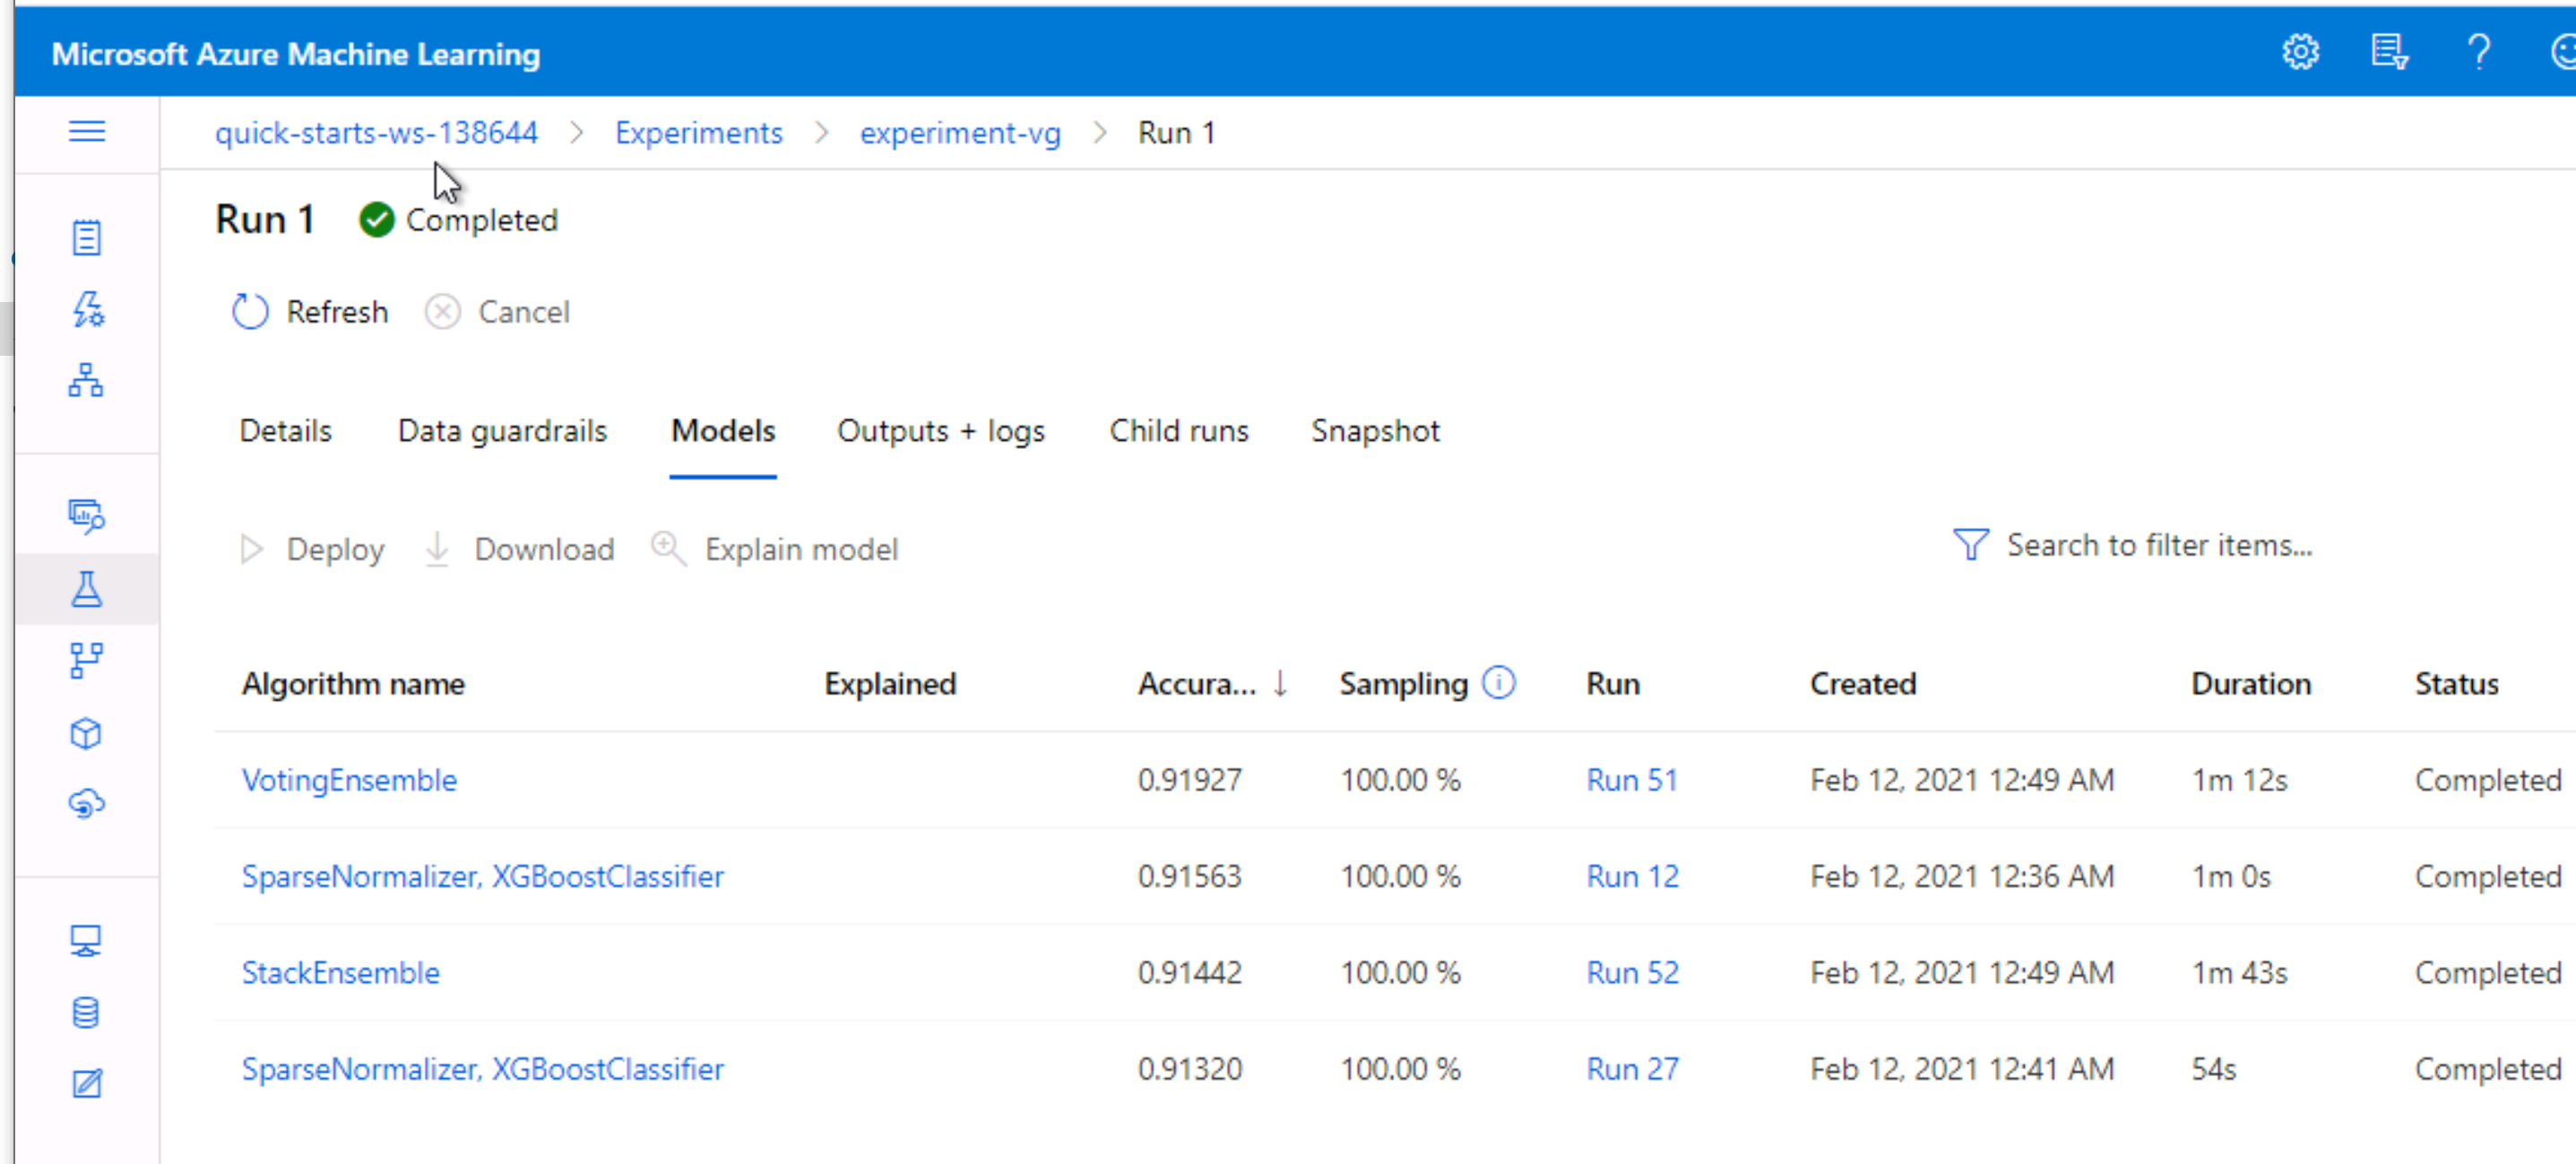 Microsoft Azure Machine Learning
quick-starts-ws-138644 > Experiments > experiment-vg > Run 1
Run 1 Completed
Refresh Cancel
Details Data guardrails Models Outputs + logs Child runs Snapshot
Deploy Download Explain model Search to filter items...
Algorithm name Explained Accura... ↓ Sampling Run Created Duration Status
VotingEnsemble 0.91927 100.00 % Run 51 Feb 12, 2021 12:49 AM 1m 12s Completed
SparseNormalizer, XGBoostClassifier 0.91563 100.00 % Run 12 Feb 12, 2021 12:36 AM 1m 0s Completed
StackEnsemble 0.91442 100.00 % Run 52 Feb 12, 2021 12:49 AM 1m 43s Completed
SparseNormalizer, XGBoostClassifier 0.91320 100.00 % Run 27 Feb 12, 2021 12:41 AM 54s Completed